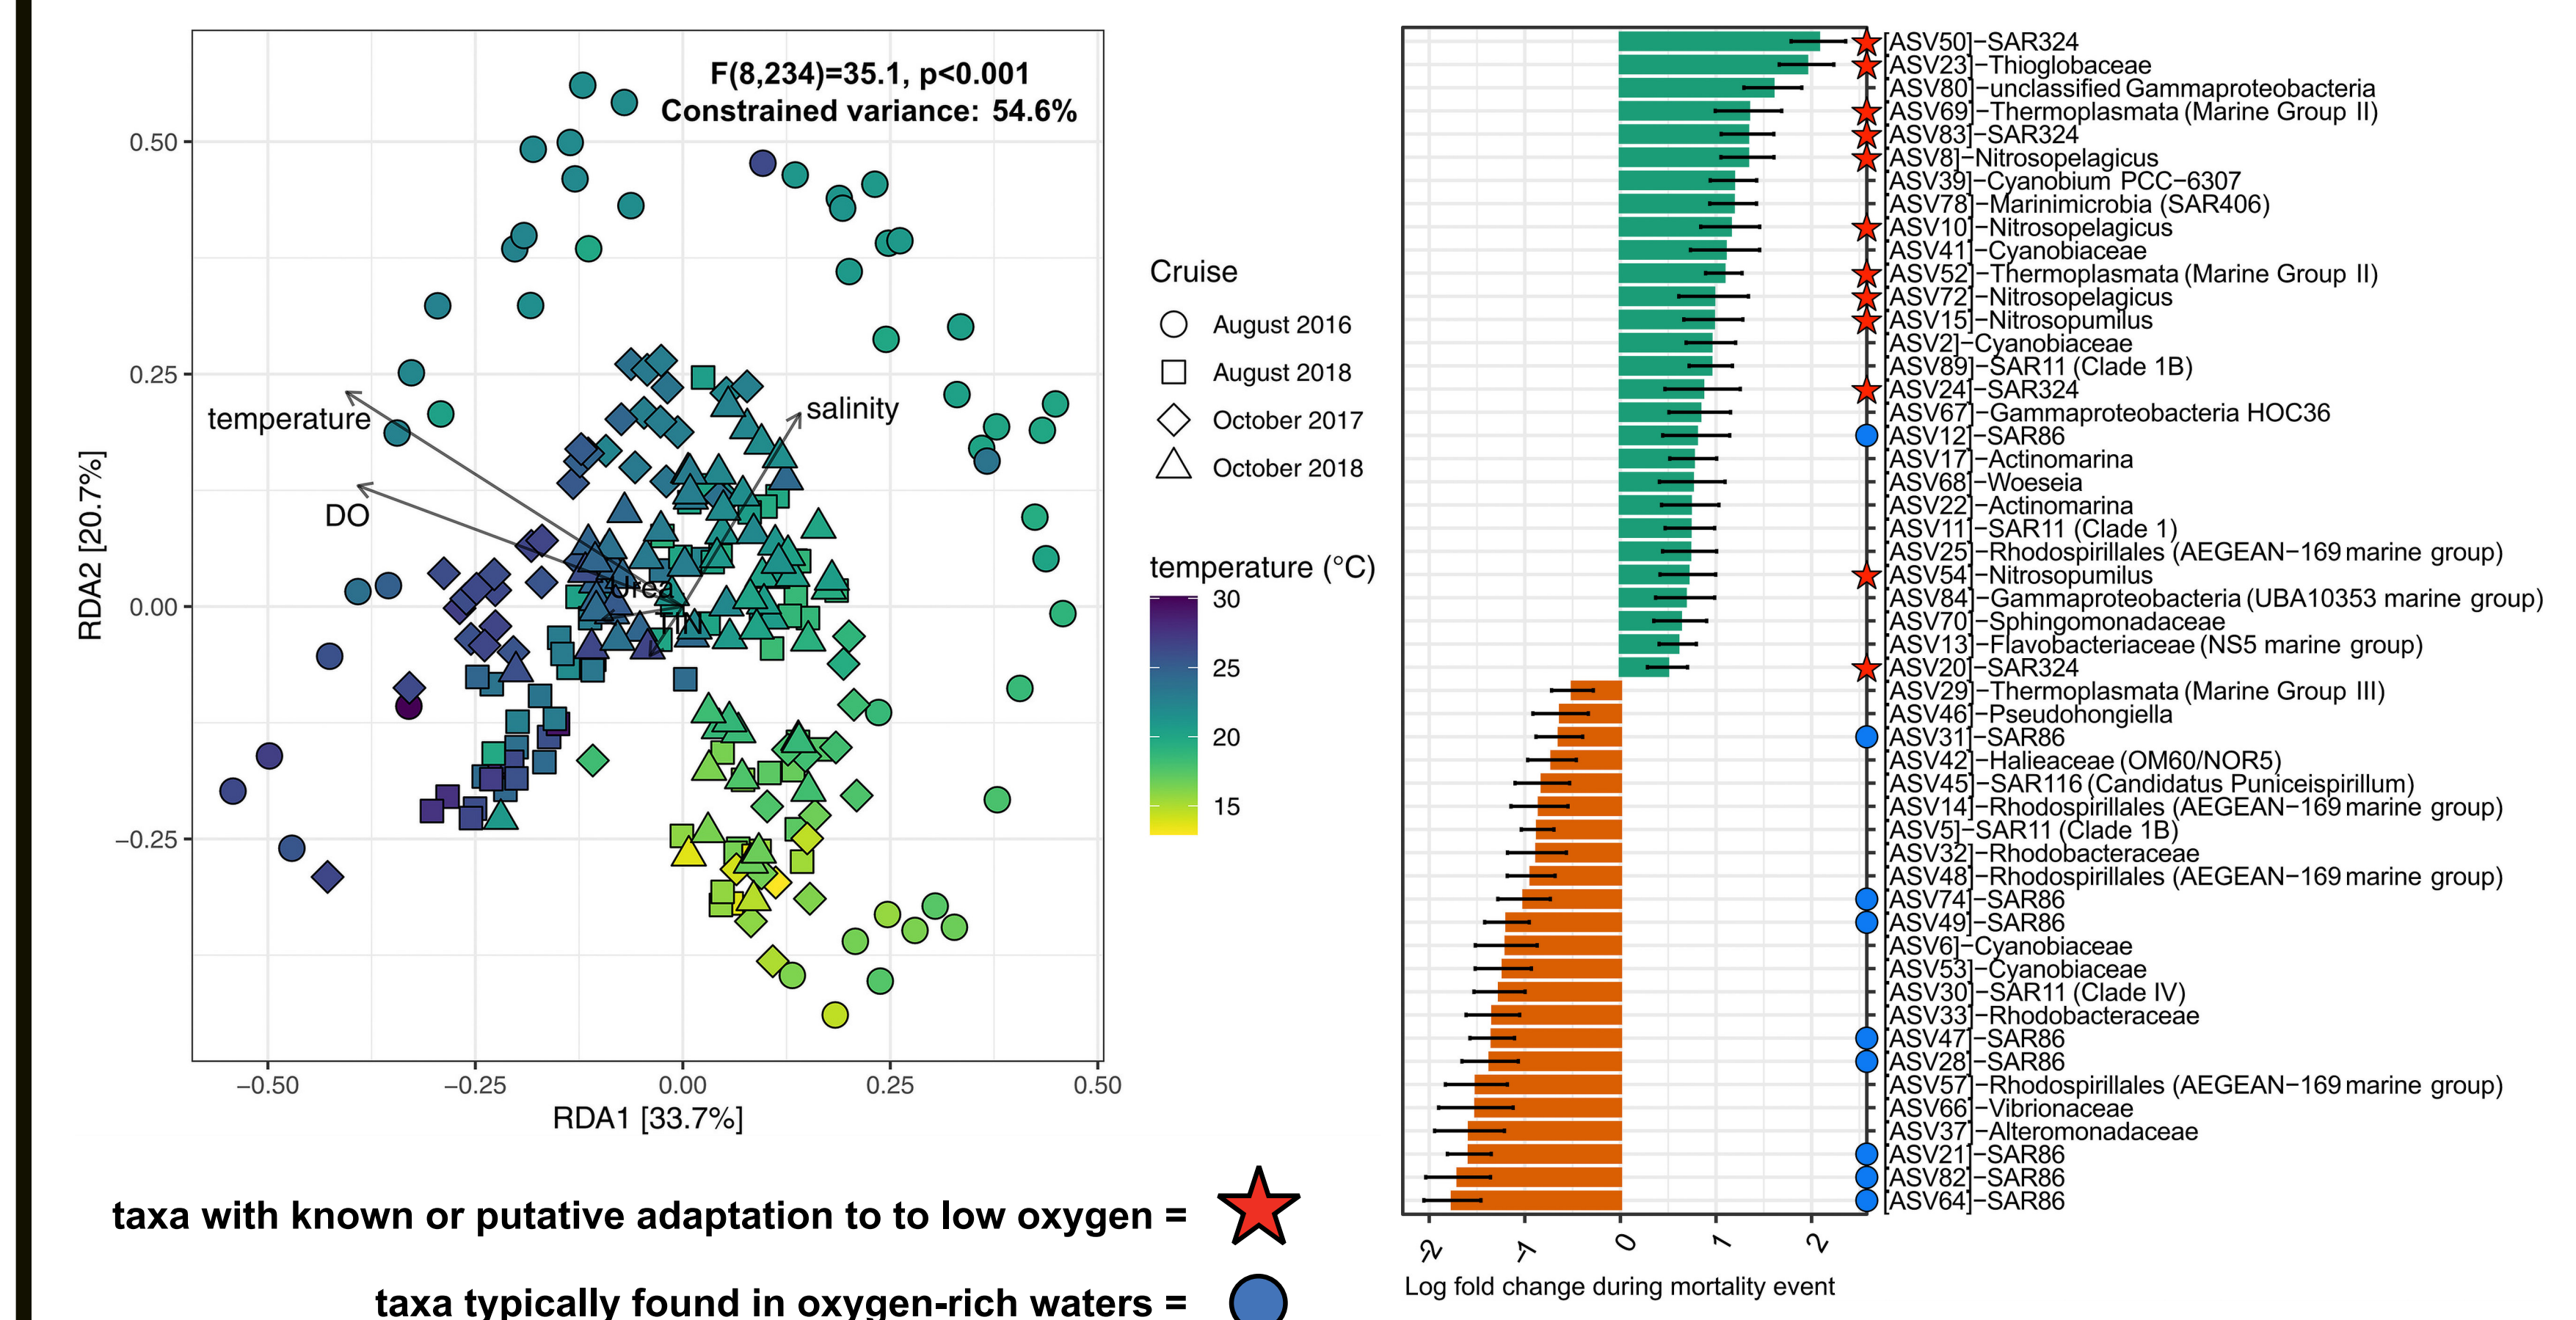 F(8,234)=35.1, p<0.001
Constrained variance: 54.6%
0.50
0.25
0.00
−0.25
RDA2 [20.7%]
temperature
DO
salinity
Urea
TIN
−0.50
−0.25
0.00
0.25
0.50
RDA1 [33.7%]
Cruise
August 2016
August 2018
October 2017
October 2018
temperature (°C)
30
25
20
15
taxa with known or putative adaptation to to low oxygen =
taxa typically found in oxygen-rich waters =
[ASV50]−SAR324
[ASV23]−Thioglobaceae
[ASV80]−unclassified Gammaproteobacteria
[ASV69]−Thermoplasmata (Marine Group II)
[ASV83]−SAR324
[ASV8]−Nitrosopelagicus
[ASV39]−Cyanobium PCC−6307
[ASV78]−Marinimicrobia (SAR406)
[ASV10]−Nitrosopelagicus
[ASV41]−Cyanobiaceae
[ASV52]−Thermoplasmata (Marine Group II)
[ASV72]−Nitrosopelagicus
[ASV15]−Nitrosopumilus
[ASV2]−Cyanobiaceae
[ASV89]−SAR11 (Clade 1B)
[ASV24]−SAR324
[ASV67]−Gammaproteobacteria HOC36
[ASV12]−SAR86
[ASV17]−Actinomarina
[ASV68]−Woeseia
[ASV22]−Actinomarina
[ASV11]−SAR11 (Clade 1)
[ASV25]−Rhodospirillales (AEGEAN−169 marine group)
[ASV54]−Nitrosopumilus
[ASV84]−Gammaproteobacteria (UBA10353 marine group)
[ASV70]−Sphingomonadaceae
[ASV13]−Flavobacteriaceae (NS5 marine group)
[ASV20]−SAR324
[ASV29]−Thermoplasmata (Marine Group III)
[ASV46]−Pseudohongiella
[ASV31]−SAR86
[ASV42]−Halieaceae (OM60/NOR5)
[ASV45]−SAR116 (Candidatus Puniceispirillum)
[ASV14]−Rhodospirillales (AEGEAN−169 marine group)
[ASV5]−SAR11 (Clade 1B)
[ASV32]−Rhodobacteraceae
[ASV48]−Rhodospirillales (AEGEAN−169 marine group)
[ASV74]−SAR86
[ASV49]−SAR86
[ASV6]−Cyanobiaceae
[ASV53]−Cyanobiaceae
[ASV30]−SAR11 (Clade IV)
[ASV33]−Rhodobacteraceae
[ASV47]−SAR86
[ASV28]−SAR86
[ASV57]−Rhodospirillales (AEGEAN−169 marine group)
[ASV66]−Vibrionaceae
[ASV37]−Alteromonadaceae
[ASV21]−SAR86
[ASV82]−SAR86
[ASV64]−SAR86
-2
-1
0
1
2
Log fold change during mortality event